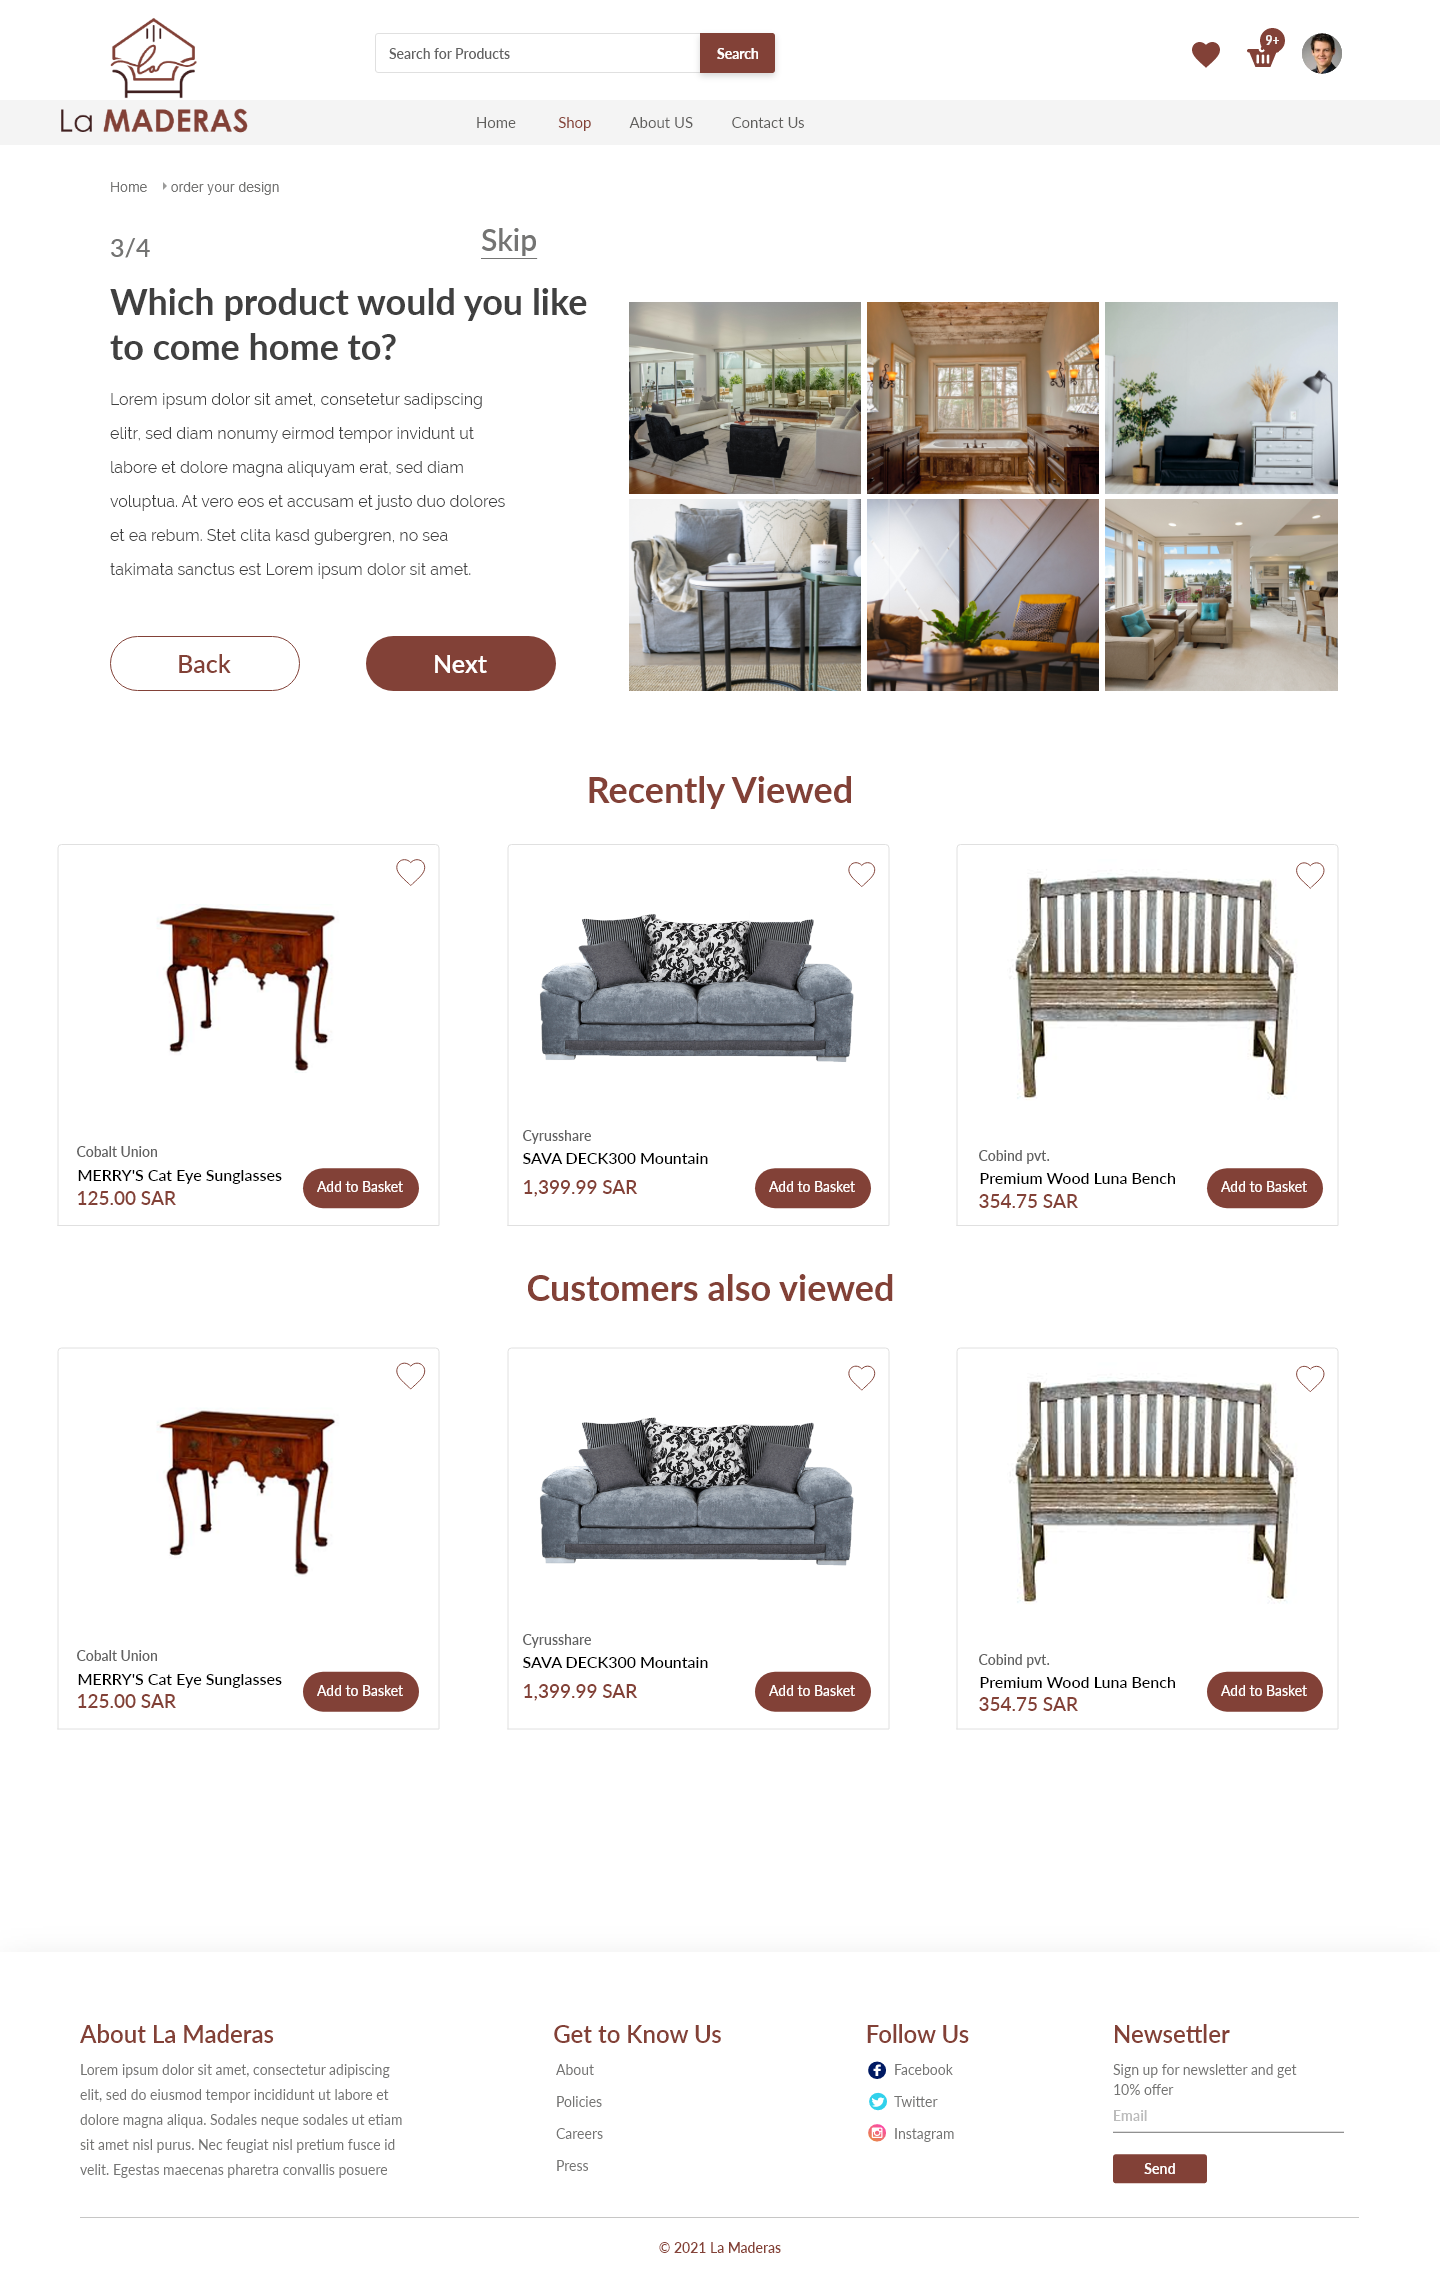 Search for Products
Search
9+
La MADERAS
Home
Shop
About US
Contact Us
Home
order your design
3/4
Skip
Which product would you like
to come home to?
Lorem ipsum dolor sit amet, consetetur sadipscing
elitr, sed diam nonumy eirmod tempor invidunt ut
labore et dolore magna aliquyam erat, sed diam
voluptua. At vero eos et accusam et justo duo dolores
et ea rebum. Stet clita kasd gubergren, no sea
takimata sanctus est Lorem ipsum dolor sit amet.
Back
Next
Recently Viewed
Cobalt Union
MERRY'S Cat Eye Sunglasses
125.00 SAR
Add to Basket
Cyrusshare
SAVA DECK300 Mountain
1,399.99 SAR
Add to Basket
Cobind pvt.
Premium Wood Luna Bench
354.75 SAR
Add to Basket
Customers also viewed
Cobalt Union
MERRY'S Cat Eye Sunglasses
125.00 SAR
Add to Basket
Cyrusshare
SAVA DECK300 Mountain
1,399.99 SAR
Add to Basket
Cobind pvt.
Premium Wood Luna Bench
354.75 SAR
Add to Basket
About La Maderas
Lorem ipsum dolor sit amet, consectetur adipiscing
elit, sed do eiusmod tempor incididunt ut labore et
dolore magna aliqua. Sodales neque sodales ut etiam
sit amet nisl purus. Nec feugiat nisl pretium fusce id
velit. Egestas maecenas pharetra convallis posuere
Get to Know Us
About
Policies
Careers
Press
Follow Us
Facebook
Twitter
Instagram
Newsettler
Sign up for newsletter and get
10% offer
Email
Send
© 2021 La Maderas